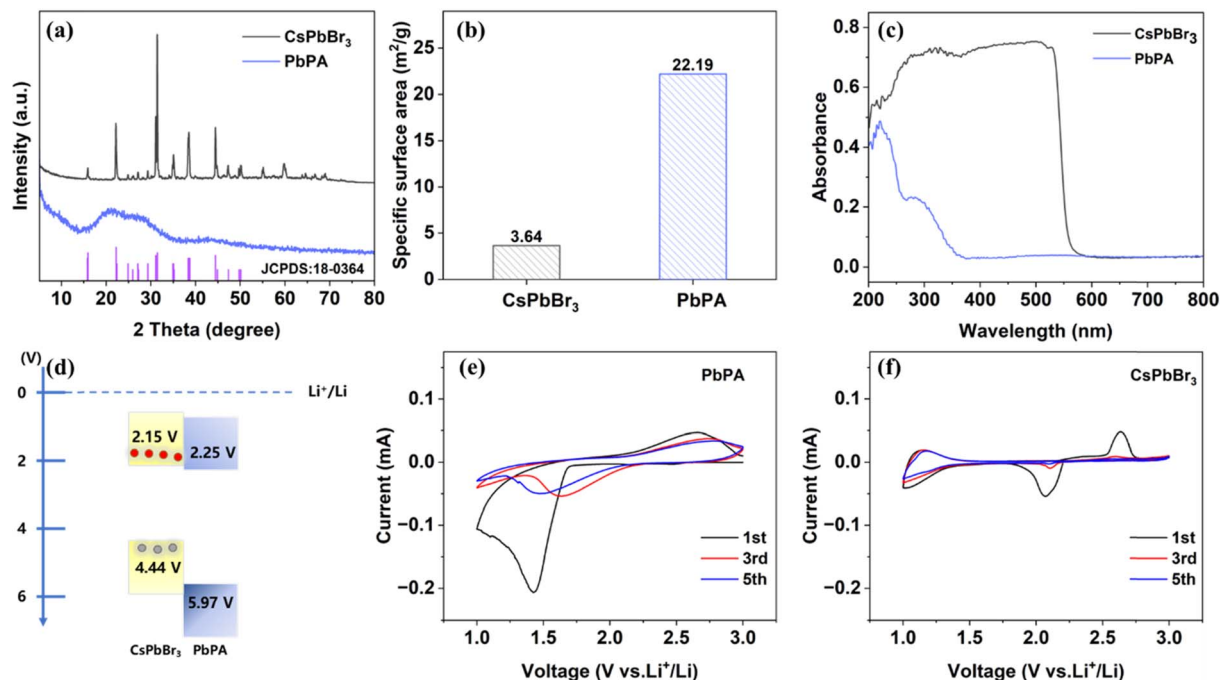 (a)
CsPbBr₃
PbPA
JCPDS:18-0364
Intensity (a.u.)
10 20 30 40 50 60 70 80
2 Theta (degree)
(b)
Specific surface area (m²/g)
25
20
15
10
5
0
3.64
22.19
CsPbBr₃ PbPA
(c)
CsPbBr₃
PbPA
Absorbance
0.8
0.6
0.4
0.2
0.0
200 300 400 500 600 700 800
Wavelength (nm)
(d)
(V)
0
2
4
6
Li⁺/Li
2.15 V
2.25 V
4.44 V
5.97 V
CsPbBr₃ PbPA
(e)
PbPA
Current (mA)
0.1
0.0
−0.1
−0.2
1st
3rd
5th
1.0 1.5 2.0 2.5 3.0
Voltage (V vs.Li⁺/Li)
(f)
CsPbBr₃
Current (mA)
0.1
0.0
−0.1
−0.2
1st
3rd
5th
1.0 1.5 2.0 2.5 3.0
Voltage (V vs.Li⁺/Li)